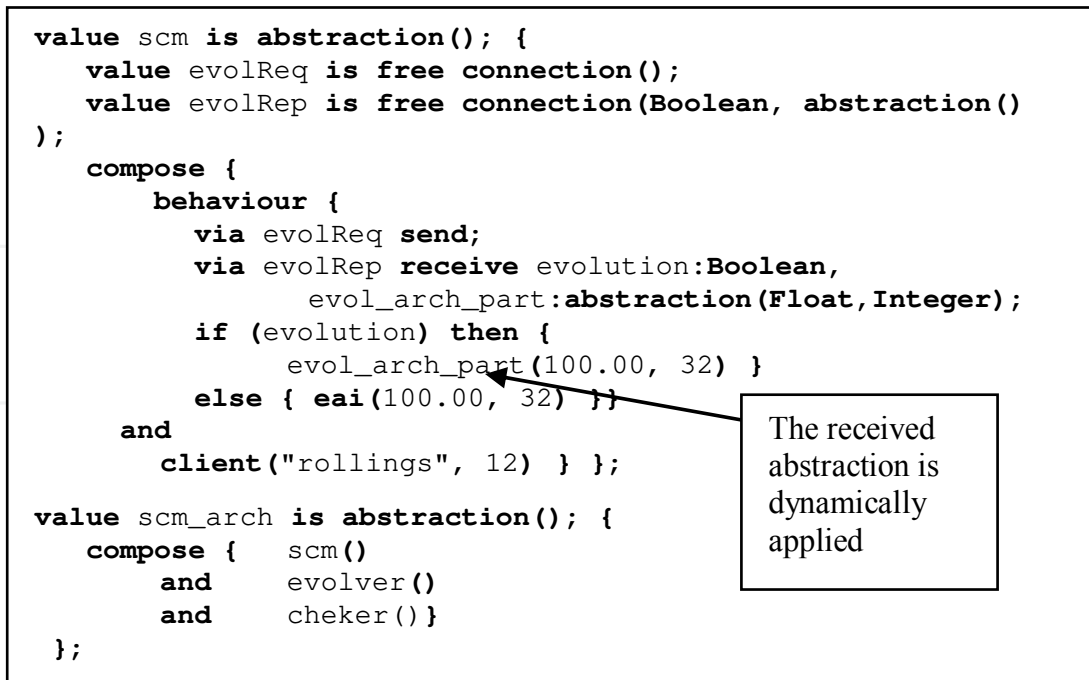 value scm is abstraction(); {
value evolReq is free connection();
value evolRep is free connection(Boolean, abstraction()
);
compose {
behaviour {
via evolReq send;
via evolRep receive evolution:Boolean,
evol_arch_part:abstraction(Float,Integer);
if (evolution) then {
evol_arch_part(100.00, 32) }
else { eai(100.00, 32) }}
and
client("rollings", 12) } };
value scm_arch is abstraction(); {
compose { scm()
and evolver()
and cheker()}
};
The received
abstraction is
dynamically
applied